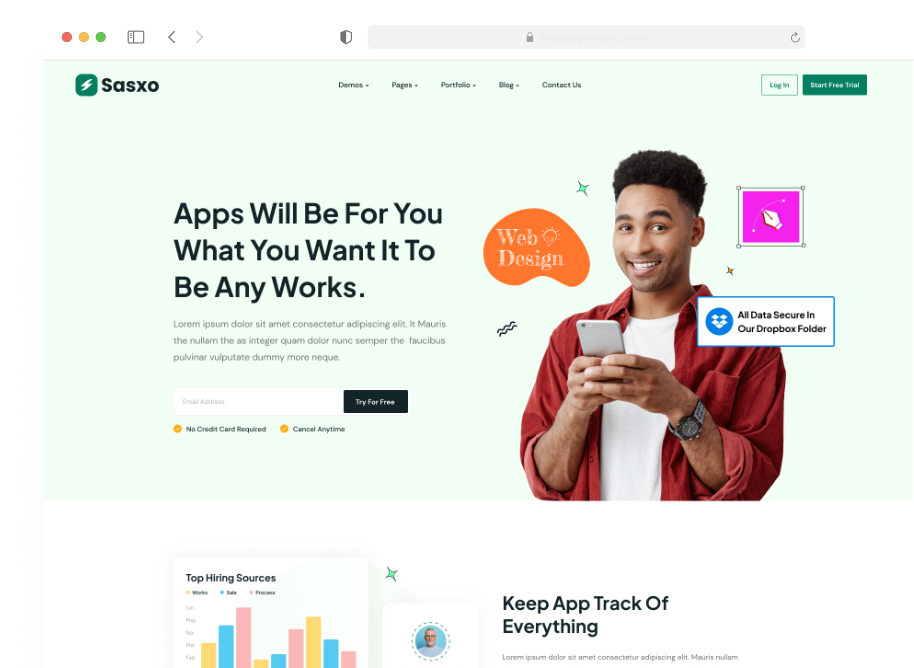 Sasxo
Demos
Pages
Portfolio
Blog
Contact Us
Log In
Start Free Trial
Apps Will Be For You
What You Want It To
Be Any Works.
Lorem ipsum dolor sit amet consectetur adipiscing elit. It Mauris
the nullam the as integer quam dolor nunc semper the faucibus
pulvinar vulputate dummy more neque.
Email Address
Try For Free
No Credit Card Required
Cancel Anytime
Web
Design
All Data Secure In
Our Dropbox Folder
Top Hiring Sources
Works
Sale
Process
Jun
May
Apr
Mar
Feb
Keep App Track Of
Everything
Lorem ipsum dolor sit amet consectetur adipiscing elit. Mauris nullam